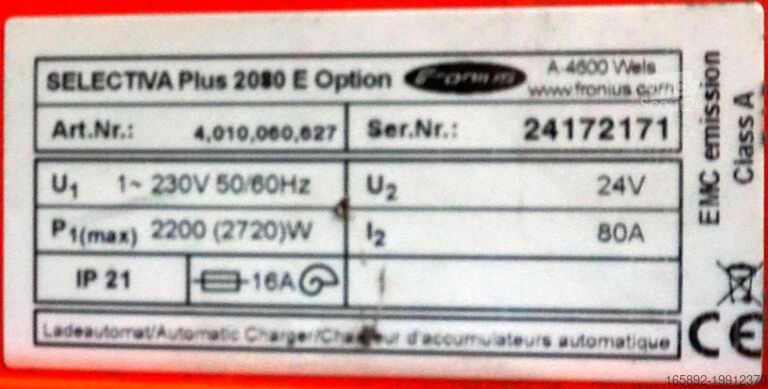 SELECTIVA Plus 2080 E Option Fronius A-4600 Wels
www.fronius.com
Art.Nr.: 4,010,060,627 Ser.Nr.: 24172171
U1 1~ 230V 50/60Hz U2 24V
P1(max) 2200 (2720)W I2 80A
IP 21 16A
Ladeautomat/Automatic Charger/Chargeur d'accumulateurs automatique
EMC emission
Class A
CE
165892-1991237